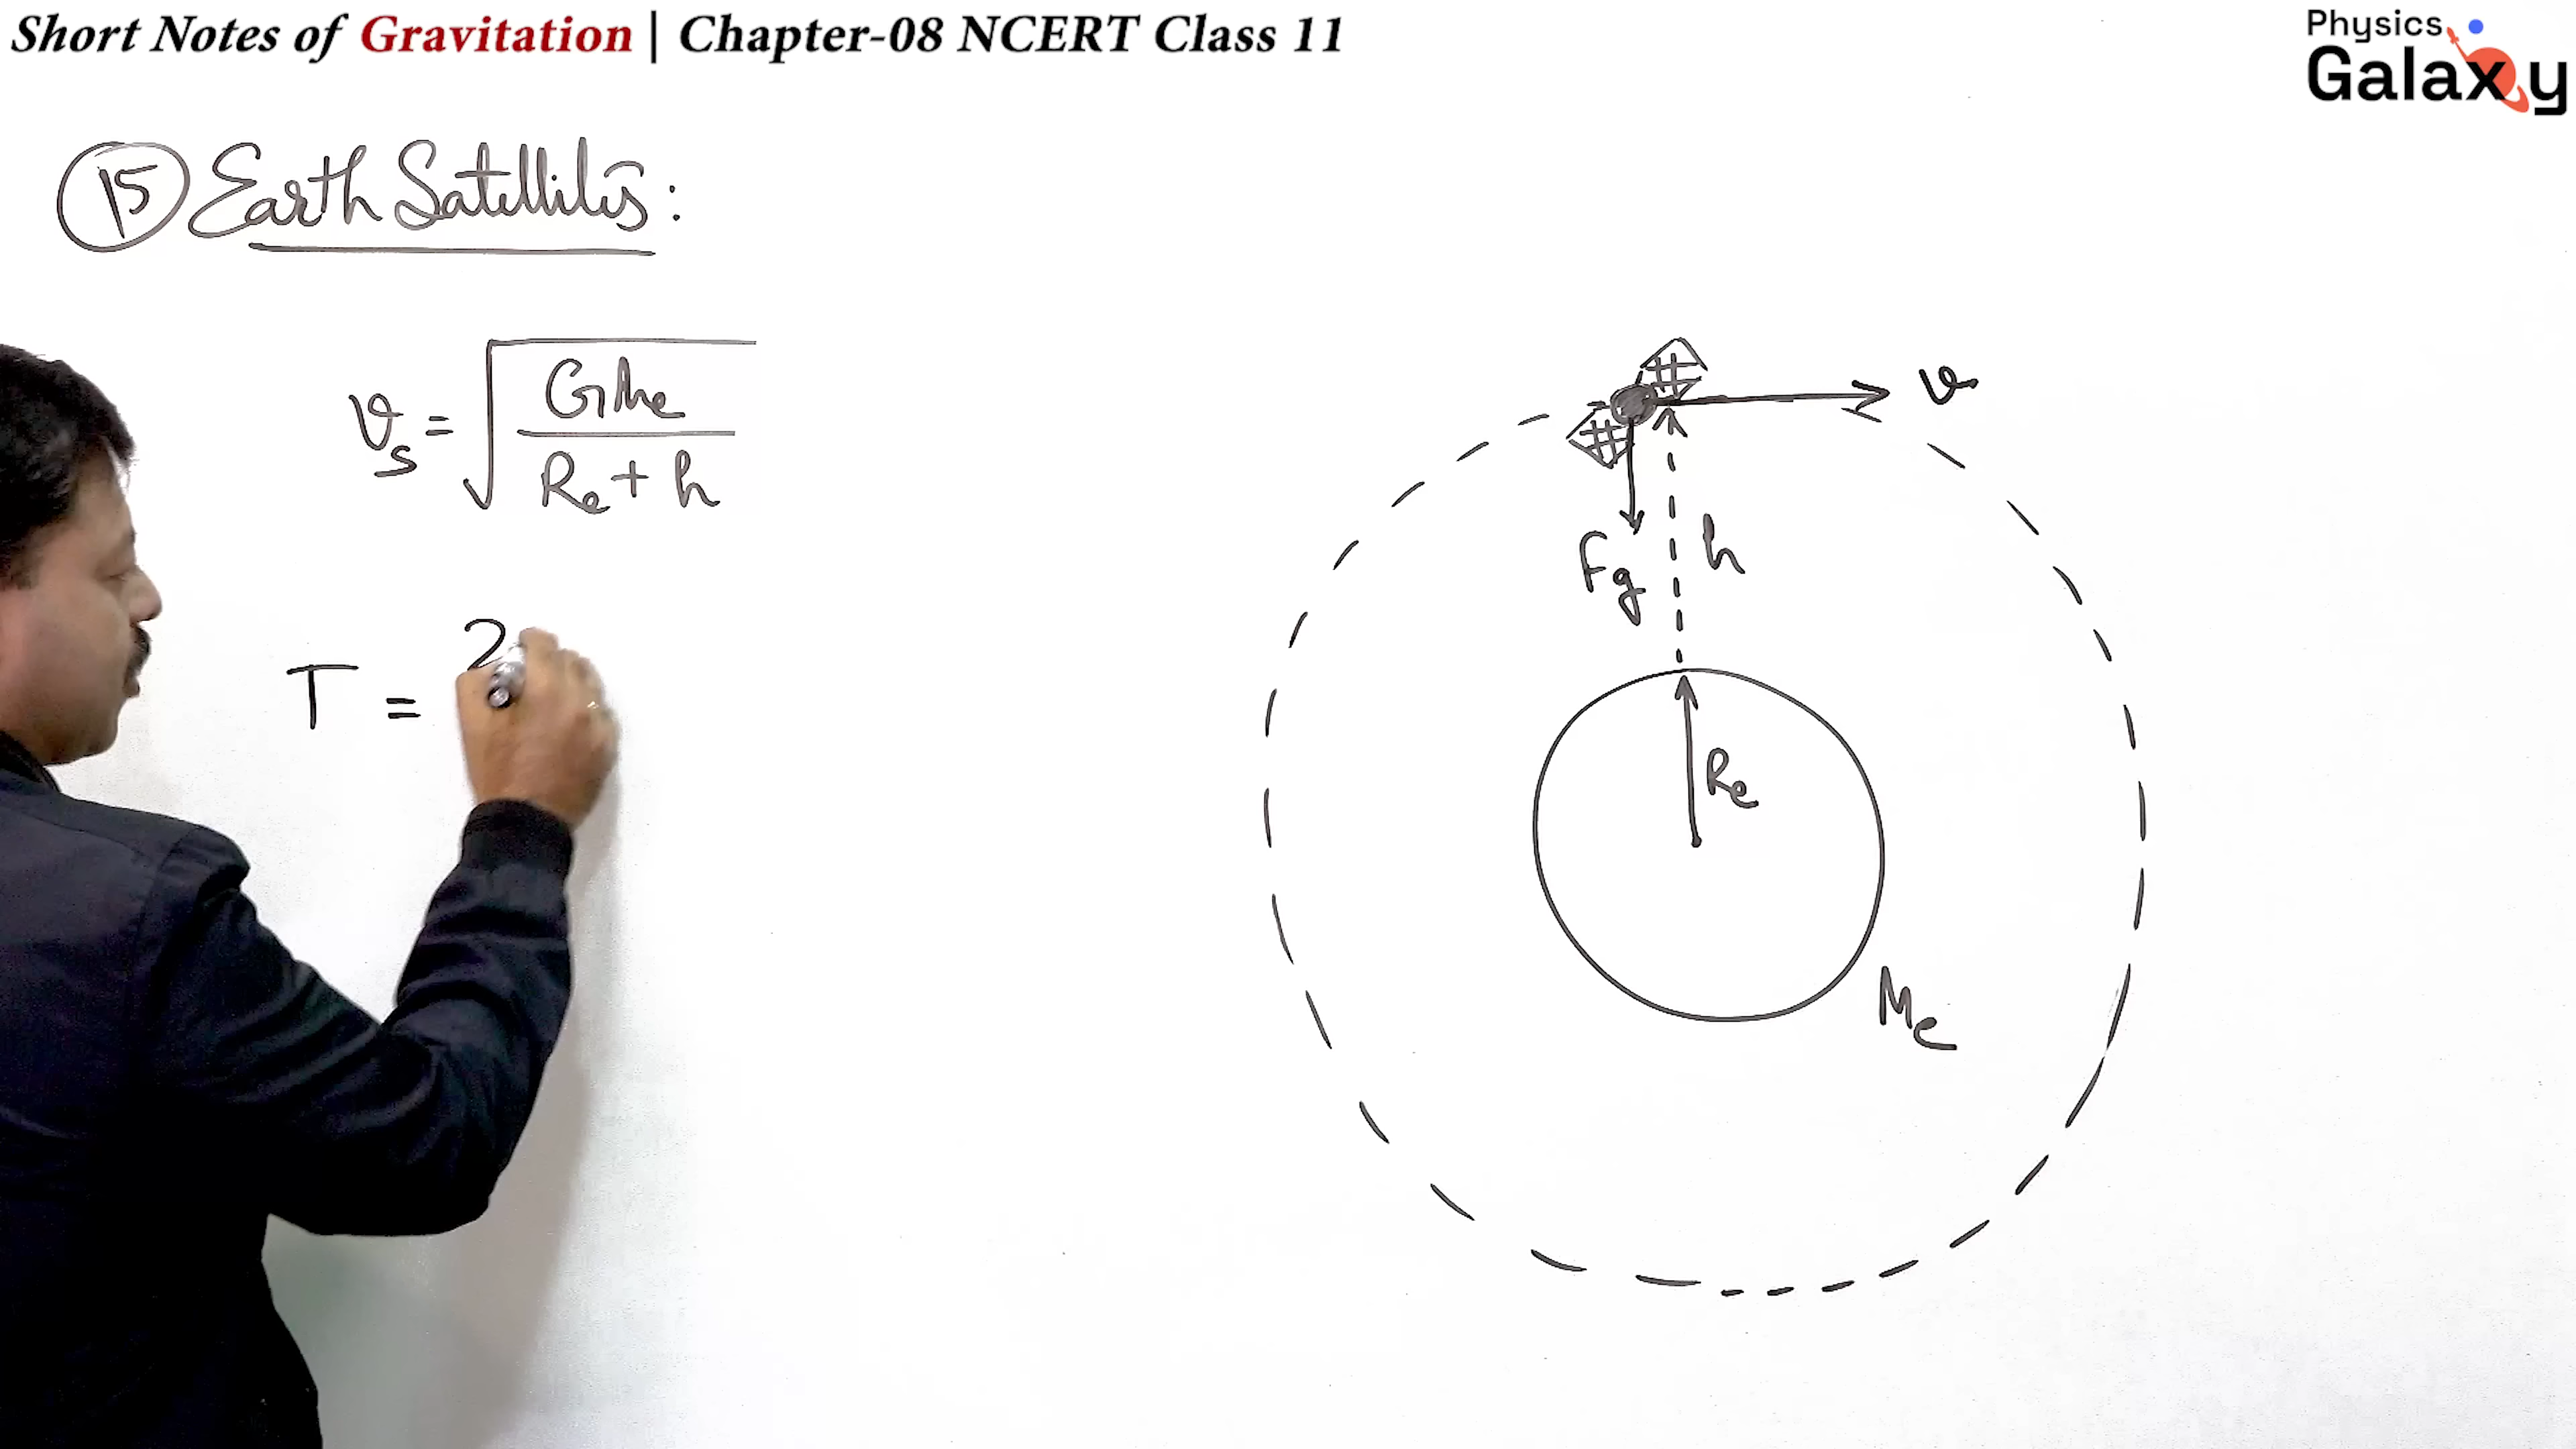 Short Notes of Gravitation | Chapter-08 NCERT Class 11
Physics
Galaxy
15 Earth Satellites:
v_s = √(GMe / (Re + h))
T = 2
v
Fg
h
Re
Me